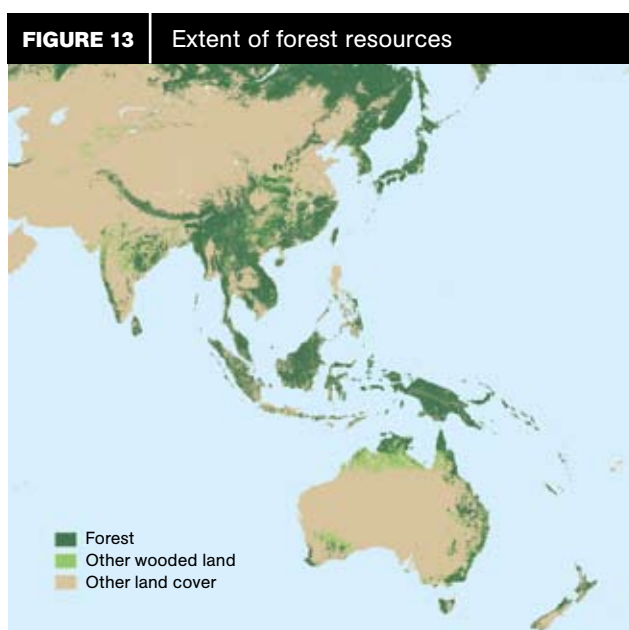 FIGURE 13
Extent of forest resources
Forest
Other wooded land
Other land cover